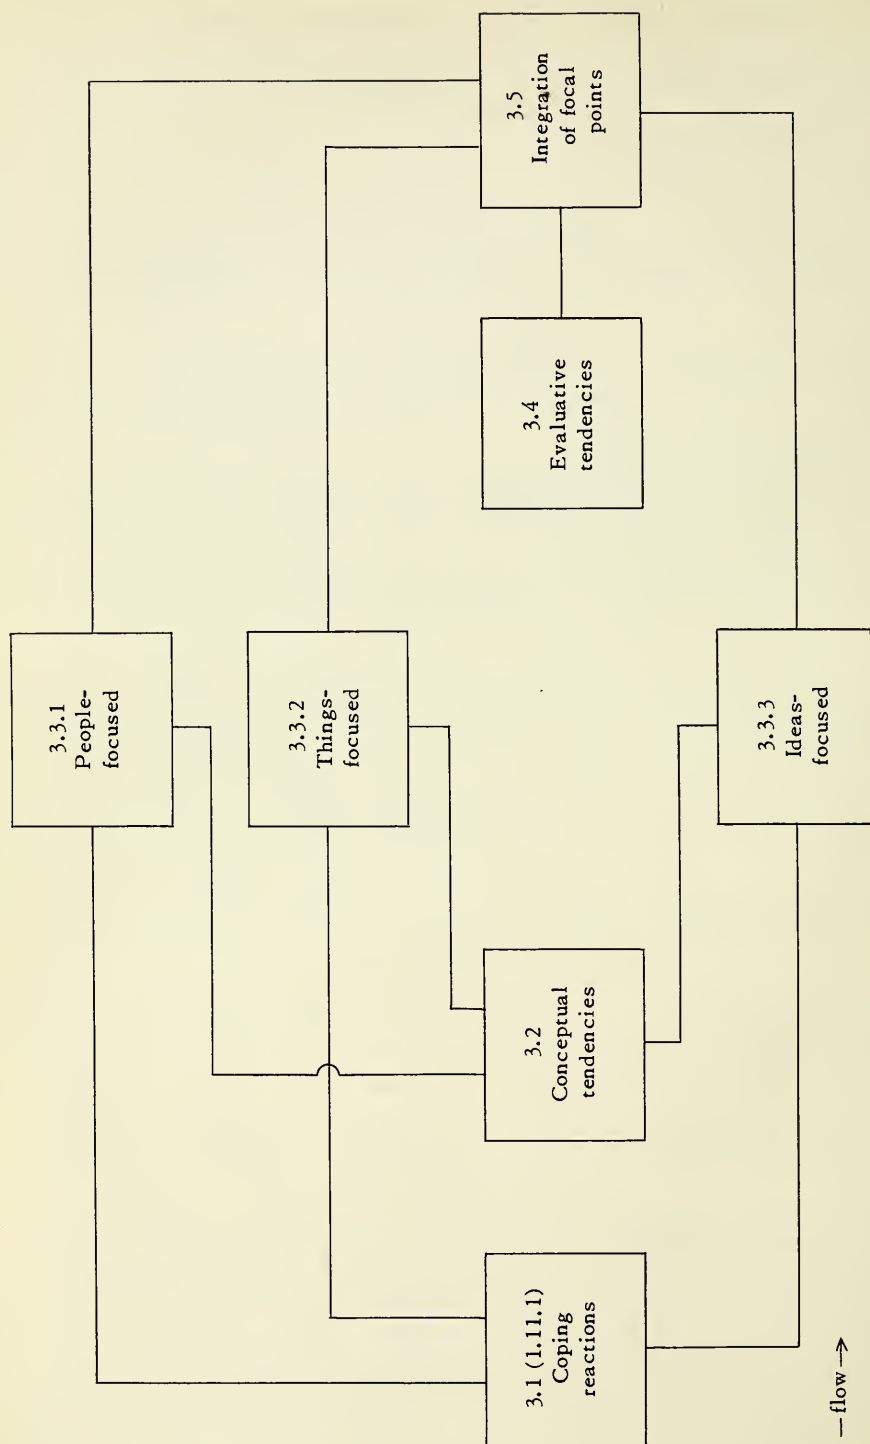 3.1 (1.11.1)
Coping
reactions
3.2
Conceptual
tendencies
3.3.1
People-
focused
3.3.2
Things-
focused
3.3.3
Ideas-
focused
3.4
Evaluative
tendencies
3.5
Integration
of focal
points
—flow→